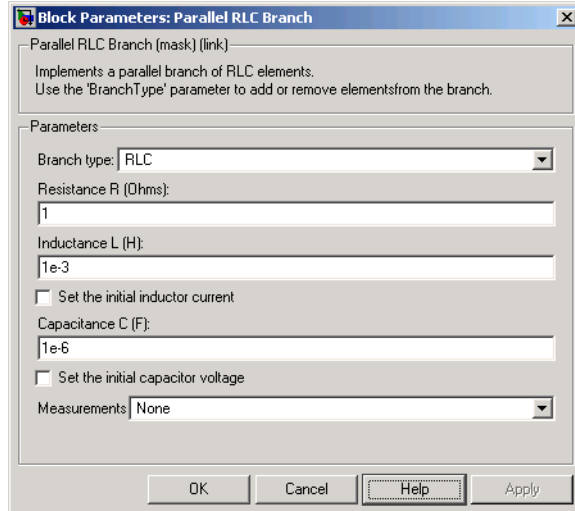 Block Parameters: Parallel RLC Branch
Parallel RLC Branch (mask) (link)
Implements a parallel branch of RLC elements.
Use the 'BranchType' parameter to add or remove elementsfrom the branch.
Parameters
Branch type: RLC
Resistance R (Ohms):
1
Inductance L (H):
1e-3
Set the initial inductor current
Capacitance C (F):
1e-6
Set the initial capacitor voltage
Measurements None
OK Cancel Help Apply